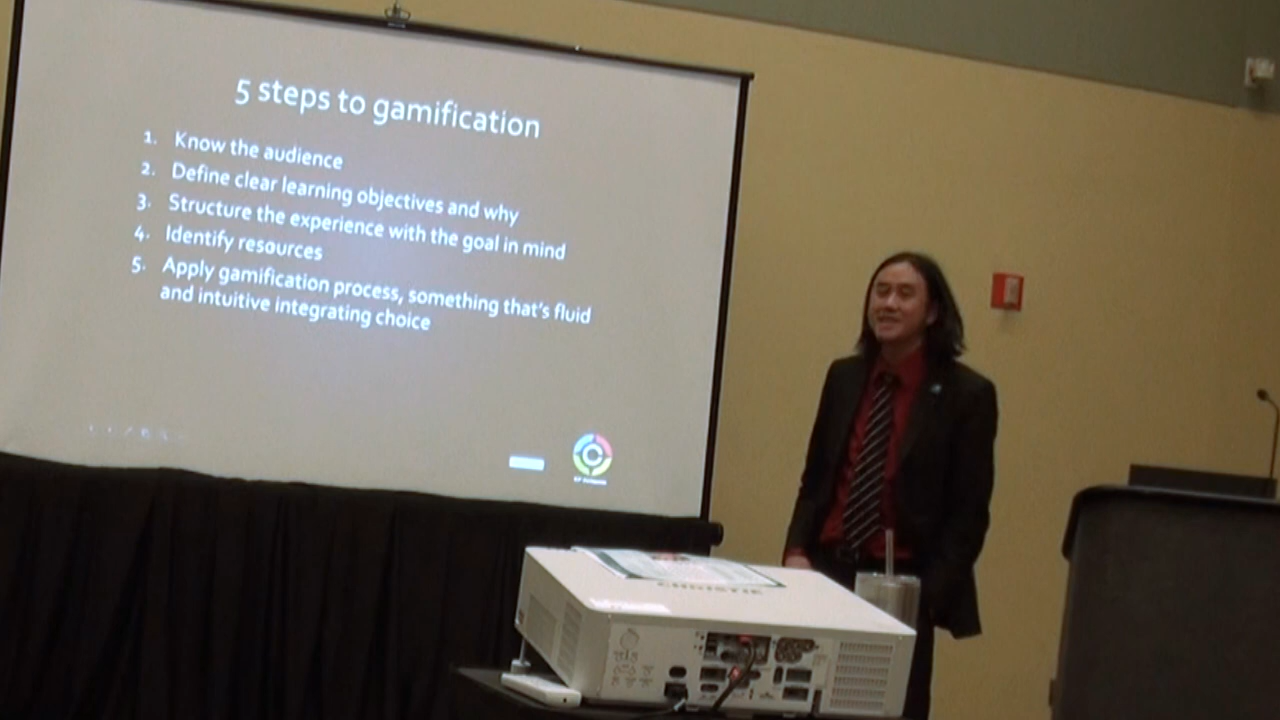 5 steps to gamification
1. Know the audience
2. Define clear learning objectives and why
3. Structure the experience with the goal in mind
4. Identify resources
5. Apply gamification process, something that's fluid
and intuitive integrating choice
C
CHRISTIE